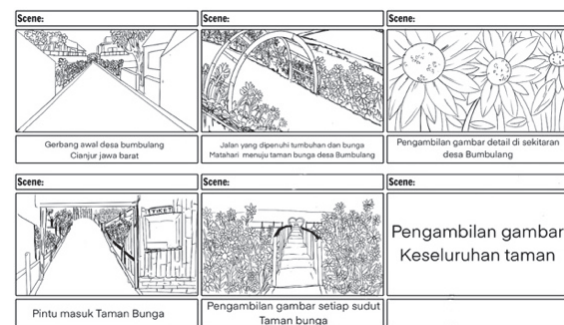 Scene:
Scene:
Scene:
Gerbang awal desa bumbulang
Cianjur jawa barat
Jalan yang dipenuhi tumbuhan dan bunga
Matahari menuju taman bunga desa Bumbulang
Pengambilan gambar detail di sekitaran
desa Bumbulang
Scene:
Scene:
Scene:
TIKET
Pengambilan gambar
Keseluruhan taman
Pintu masuk Taman Bunga
Pengambilan gambar setiap sudut
Taman bunga